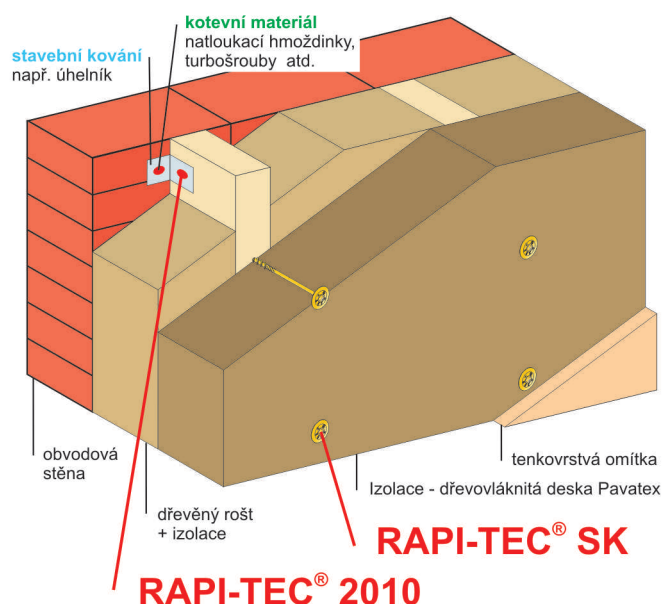 kotevní materiál
natloukací hmoždinky,
turbošrouby atd.
stavební kování
např. úhelník
obvodová
stěna
tenkovrstvá omítka
Izolace - dřevovláknitá deska Pavatex
dřevěný rošt
+ izolace
RAPI-TEC® SK
RAPI-TEC® 2010